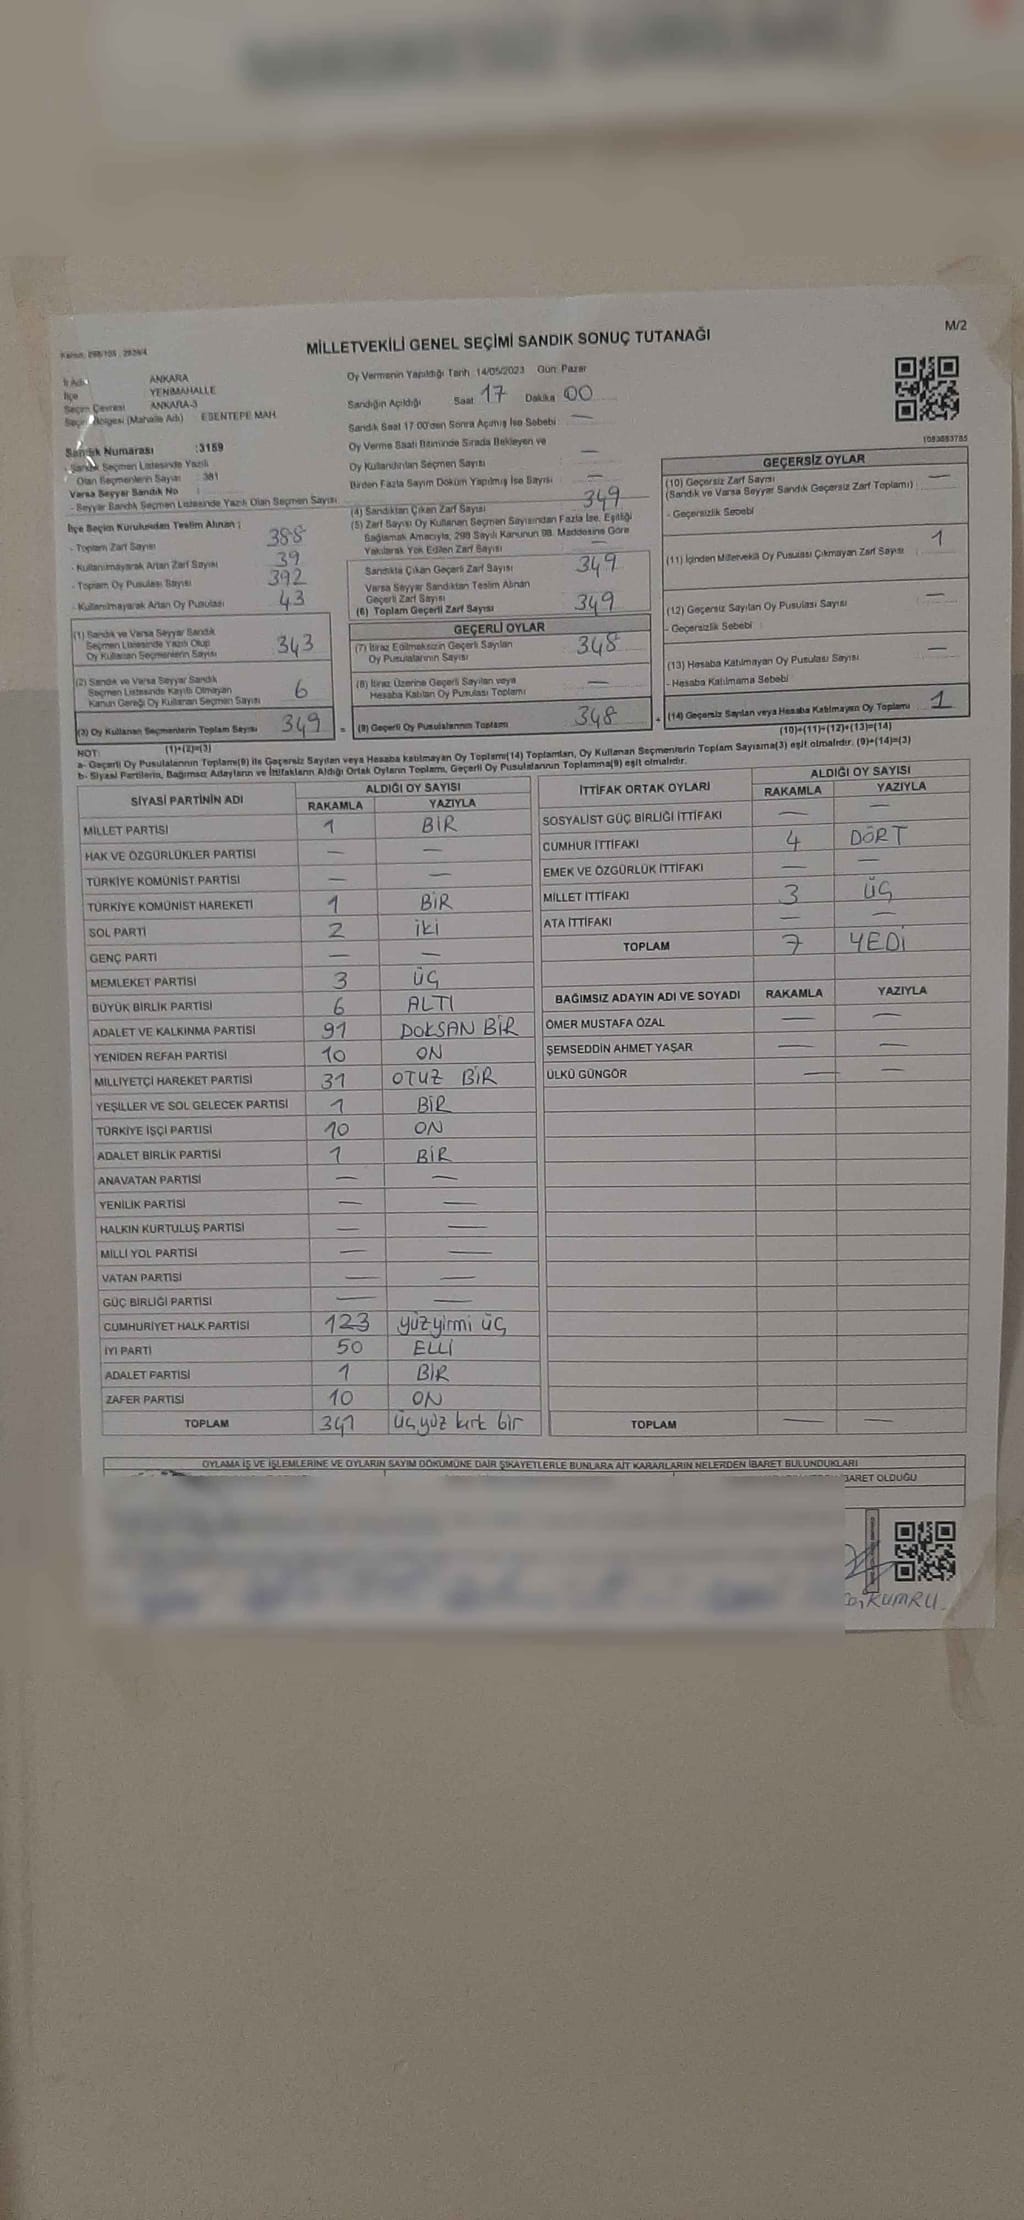 M/2
MİLLETVEKİLİ GENEL SEÇİMİ SANDIK SONUÇ TUTANAĞI
İl Adı ANKARA
İlçe YENİMAHALLE
Seçim Çevresi ANKARA-3
Seçim Bölgesi (Mahalle Adı) ESENTEPE MAH.
Sandık Numarası :3159
- Sandık Seçmen Listesinde Yazılı
Olan Seçmenlerin Sayısı : 381
Varsa Seyyar Sandık No :
- Seyyar Sandık Seçmen Listesinde Yazılı Olan Seçmen Sayısı
İlçe Seçim Kurulundan Teslim Alınan ;
- Toplam Zarf Sayısı 388
- Kullanılmayarak Artan Zarf Sayısı 39
- Toplam Oy Pusulası Sayısı 392
- Kullanılmayarak Artan Oy Pusulası 43
(1) Sandık ve Varsa Seyyar Sandık
Seçmen Listesinde Yazılı Olup
Oy Kullanan Seçmenlerin Sayısı 343
(2) Sandık ve Varsa Seyyar Sandık
Seçmen Listesinde Kayıtlı Olmayan
Kanun Gereği Oy Kullanan Seçmen Sayısı 6
(3) Oy Kullanan Seçmenlerin Toplam Sayısı 349 =
(1)+(2)=(3)
Oy Vermenin Yapıldığı Tarih 14/05/2023 Gün: Pazar
Sandığın Açıldığı Saat 17 Dakika 00
Sandık Saat 17:00'den Sonra Açılmış İse Sebebi —
Oy Verme Saati Bitiminde Sırada Bekleyen ve
Oy Kullandırılan Seçmen Sayısı —
Birden Fazla Sayım Döküm Yapılmış İse Sayısı —
(4) Sandıktan Çıkan Zarf Sayısı 349
(5) Zarf Sayısı Oy Kullanan Seçmen Sayısından Fazla İse, Eşitliği
Sağlamak Amacıyla, 298 Sayılı Kanunun 98. Maddesine Göre
Yakılarak Yok Edilen Zarf Sayısı —
Sandıkta Çıkan Geçerli Zarf Sayısı 349
Varsa Seyyar Sandıktan Teslim Alınan
Geçerli Zarf Sayısı
(6) Toplam Geçerli Zarf Sayısı 349
GEÇERLİ OYLAR
(7) İtiraz Edilmeksizin Geçerli Sayılan
Oy Pusulalarının Sayısı 348
(8) İtiraz Üzerine Geçerli Sayılan veya
Hesaba Katılan Oy Pusulası Toplamı —
(9) Geçerli Oy Pusulalarının Toplamı 348 +
1093893785
GEÇERSİZ OYLAR
(10) Geçersiz Zarf Sayısı
(Sandık ve Varsa Seyyar Sandık Geçersiz Zarf Toplamı) —
- Geçersizlik Sebebi
(11) İçinden Milletvekili Oy Pusulası Çıkmayan Zarf Sayısı 1
(12) Geçersiz Sayılan Oy Pusulası Sayısı —
- Geçersizlik Sebebi
(13) Hesaba Katılmayan Oy Pusulası Sayısı —
- Hesaba Katılmama Sebebi
(14) Geçersiz Sayılan veya Hesaba Katılmayan Oy Toplamı 1
(10)+(11)+(12)+(13)=(14)
NOT:
a- Geçerli Oy Pusulalarının Toplamı(9) ile Geçersiz Sayılan veya Hesaba katılmayan Oy Toplamı(14) Toplamları, Oy Kullanan Seçmenlerin Toplam Sayısına(3) eşit olmalıdır. (9)+(14)=(3)
b- Siyasi Partilerin, Bağımsız Adayların ve İttifakların Aldığı Ortak Oyların Toplamı, Geçerli Oy Pusulalarının Toplamına(9) eşit olmalıdır.
SİYASİ PARTİNİN ADI ALDIĞI OY SAYISI
RAKAMLA YAZIYLA
MİLLET PARTİSİ 1 BİR
HAK VE ÖZGÜRLÜKLER PARTİSİ — —
TÜRKİYE KOMÜNİST PARTİSİ — —
TÜRKİYE KOMÜNİST HAREKETİ 1 BİR
SOL PARTİ 2 iki
GENÇ PARTİ — —
MEMLEKET PARTİSİ 3 ÜÇ
BÜYÜK BİRLİK PARTİSİ 6 ALTI
ADALET VE KALKINMA PARTİSİ 91 DOKSAN BİR
YENİDEN REFAH PARTİSİ 10 ON
MİLLİYETÇİ HAREKET PARTİSİ 31 OTUZ BİR
YEŞİLLER VE SOL GELECEK PARTİSİ 1 BİR
TÜRKİYE İŞÇİ PARTİSİ 10 ON
ADALET BİRLİK PARTİSİ 1 BİR
ANAVATAN PARTİSİ — —
YENİLİK PARTİSİ — —
HALKIN KURTULUŞ PARTİSİ — —
MİLLİ YOL PARTİSİ — —
VATAN PARTİSİ — —
GÜÇ BİRLİĞİ PARTİSİ — —
CUMHURİYET HALK PARTİSİ 123 yüzyirmi üç
İYİ PARTİ 50 ELLİ
ADALET PARTİSİ 1 BİR
ZAFER PARTİSİ 10 ON
TOPLAM 341 üçyüz kırk bir
İTTİFAK ORTAK OYLARI ALDIĞI OY SAYISI
RAKAMLA YAZIYLA
SOSYALİST GÜÇ BİRLİĞİ İTTİFAKI — —
CUMHUR İTTİFAKI 4 DÖRT
EMEK VE ÖZGÜRLÜK İTTİFAKI — —
MİLLET İTTİFAKI 3 ÜÇ
ATA İTTİFAKI — —
TOPLAM 7 YEDİ
BAĞIMSIZ ADAYIN ADI VE SOYADI RAKAMLA YAZIYLA
ÖMER MUSTAFA ÖZAL — —
ŞEMSEDDİN AHMET YAŞAR — —
ÜLKÜ GÜNGÖR — —
TOPLAM — —
OYLAMA İŞ VE İŞLEMLERİNE VE OYLARIN SAYIM DÖKÜMÜNE DAİR ŞİKAYETLERLE BUNLARA AİT KARARLARIN NELERDEN İBARET BULUNDUKLARI
OLDUĞU
KUMRU